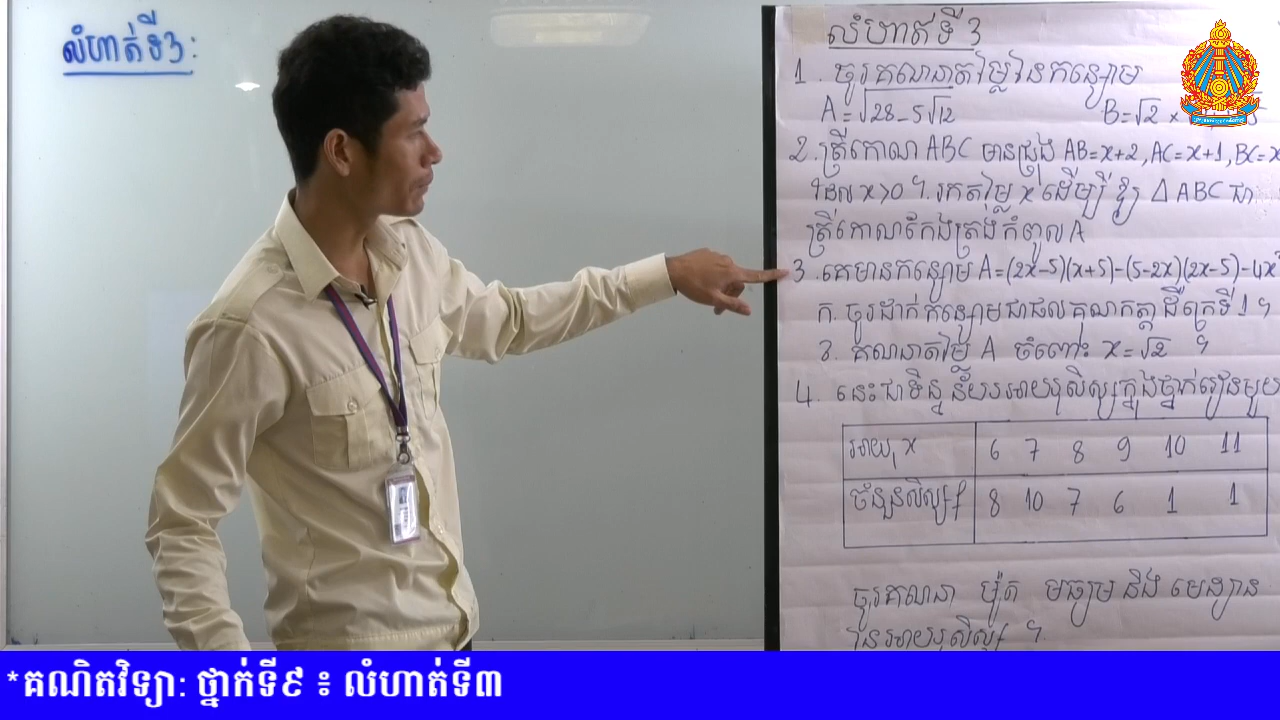 លំហាត់ទី3:
លំហាត់ទី 3
1 . ចូរគណនាតម្លៃនៃកន្សោម
A = √28-5√12 B=√2 ×
2. ត្រីកោណ ABC មានជ្រុង AB=x+2, AC=x+1, BC=x
ដែល x>0 ។ រកតម្លៃ x ដើម្បីឱ្យ Δ ABC ជា
ត្រីកោណកែងត្រង់កំពូល A
3 . គេមានកន្សោម A=(2x-5)(x+5)-(5-2x)(2x-5)-4x²
ក. ចូរដាក់កន្សោមជាផលគុណកត្តាដឺក្រេទី 1 ។
ខ. គណនាតម្លៃ A ចំពោះ x=√2 ។
4. នេះជាទិន្នន័យអាយុសិស្សក្នុងថ្នាក់រៀនមួយ
អាយុ x 6 7 8 9 10 11
ចំនួនសិស្ស f 8 10 7 6 1 1
ចូរគណនា ម៉ូត មធ្យម និង មេដ្យាន
នៃអាយុសិស្ស ។
*គណិតវិទ្យា: ថ្នាក់ទី៩ ៖ លំហាត់ទី៣